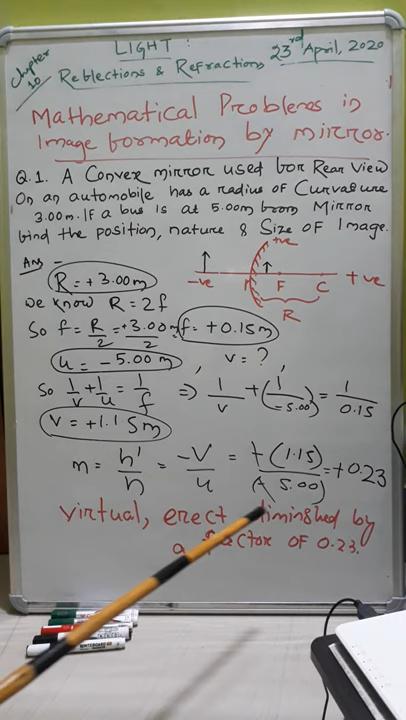 Chapter 10
LIGHT:
23rd April, 2020
Reflections & Refractions
Mathematical Problems in
Image formation by mirror.
Q.1. A Convex mirror used for Rear View
On an automobile has a radius of Curvature
3.00m. If a bus is at 5.00m from Mirror
find the position, nature & Size OF Image.
Ans -
+ve
R = +3.00m
-ve P F C +ve
R
We know R = 2f
So f = R/2 = +3.00m/2 = f = +0.15m
u = -5.00m, v = ?,
So 1/v + 1/u = 1/f ⇒ 1/v + (1/-5.00) = 1/0.15
V = +1.15m
m = h'/h = -v/u = +(1.15)/(+5.00) = +0.23
Virtual, erect diminished by
a factor OF 0.23.
WHITEBOARD MARKER